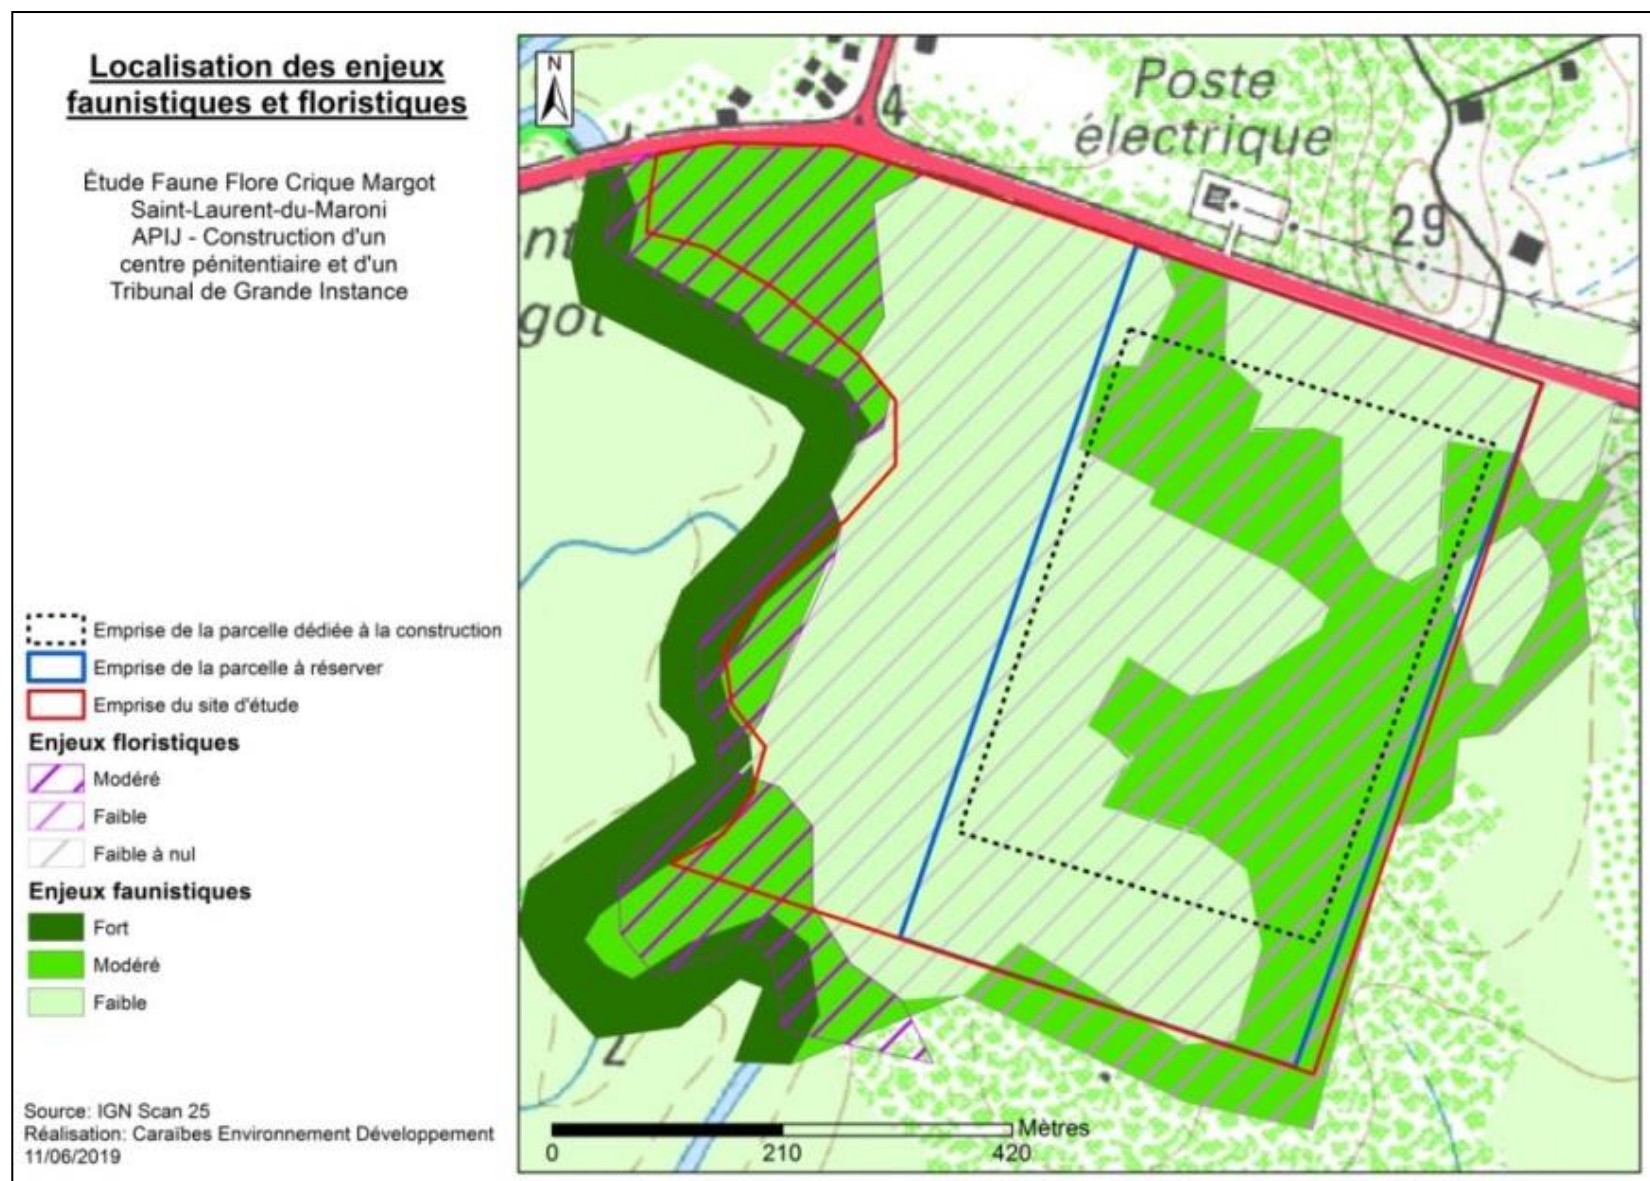 Localisation des enjeux
faunistiques et floristiques
Étude Faune Flore Crique Margot
Saint-Laurent-du-Maroni
APIJ - Construction d'un
centre pénitentiaire et d'un
Tribunal de Grande Instance
Emprise de la parcelle dédiée à la construction
Emprise de la parcelle à réserver
Emprise du site d'étude
Enjeux floristiques
Modéré
Faible
Faible à nul
Enjeux faunistiques
Fort
Modéré
Faible
Source: IGN Scan 25
Réalisation: Caraïbes Environnement Développement
11/06/2019
N
4
Poste
électrique
29
nt
got
Mètres
0 210 420